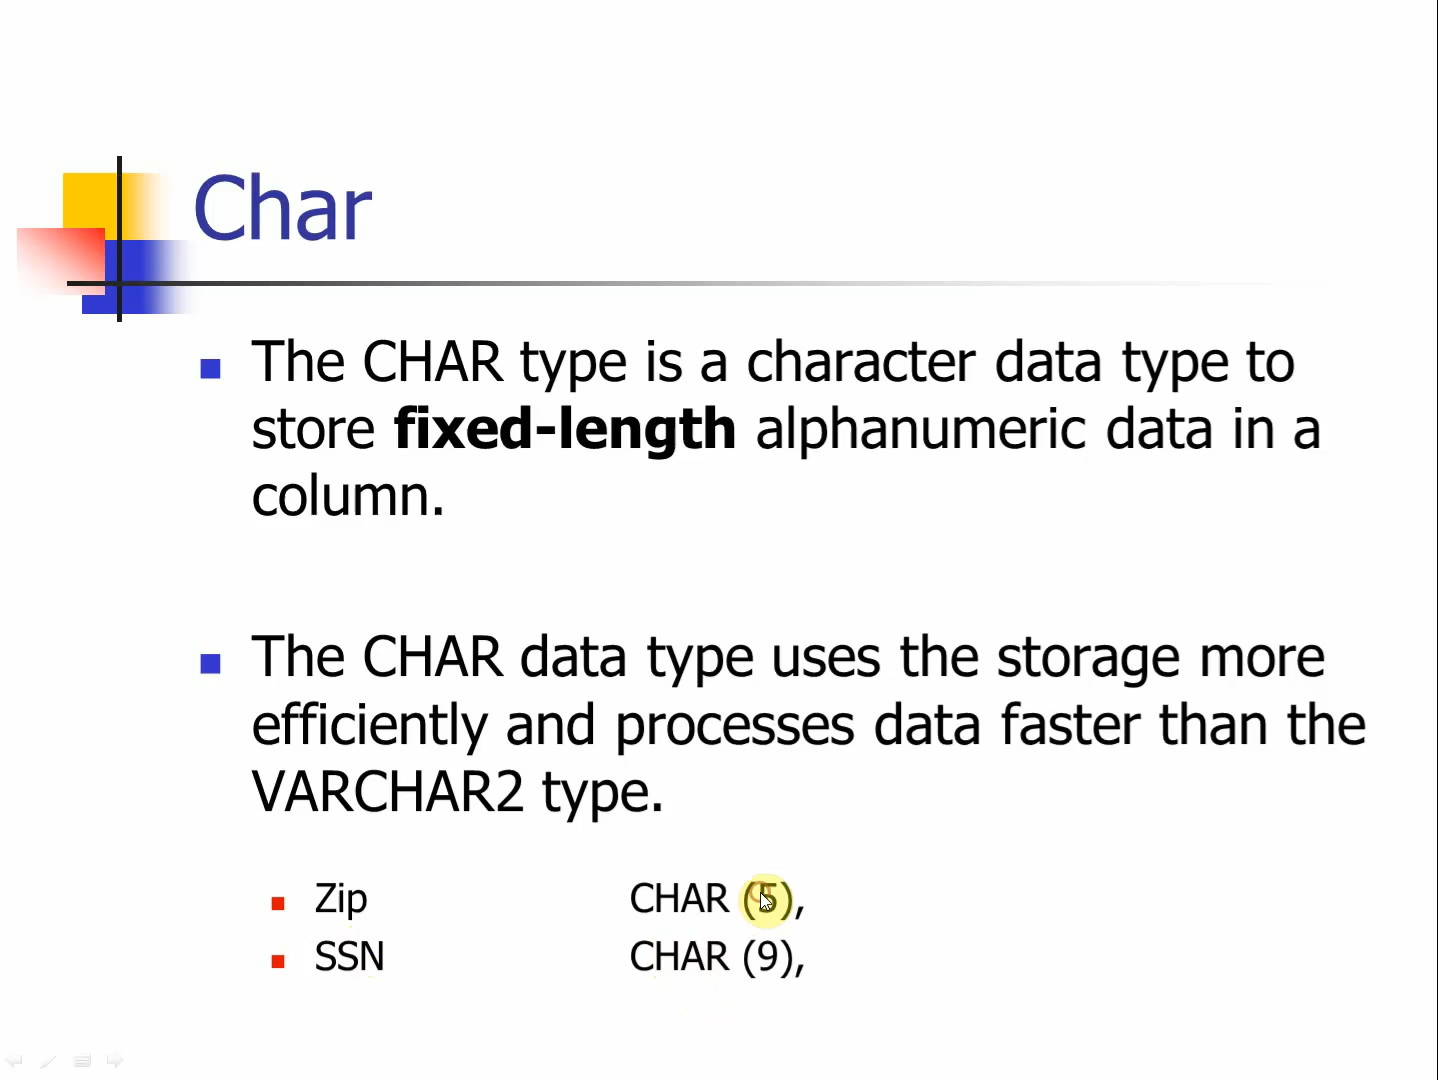 Char
The CHAR type is a character data type to
store fixed-length alphanumeric data in a
column.
The CHAR data type uses the storage more
efficiently and processes data faster than the
VARCHAR2 type.
Zip CHAR (5),
SSN CHAR (9),